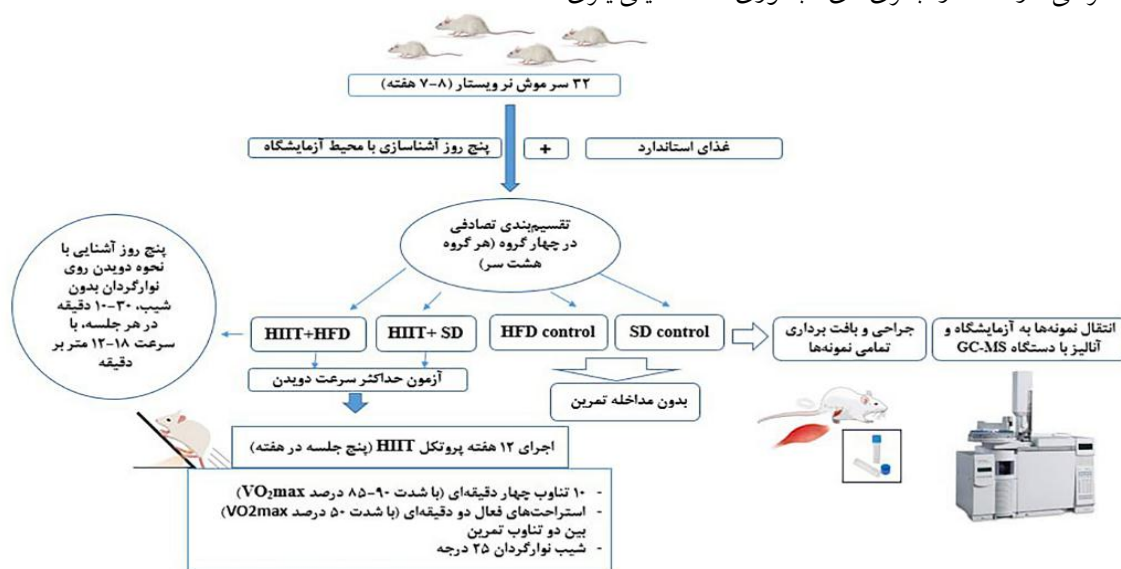 ۳۲ سر موش نر ویستار (۸-۷ هفته)
پنج روز آشناسازی با محیط آزمایشگاه
+
غذای استاندارد
تقسیم‌بندی تصادفی
در چهار گروه (هر گروه
هشت سر)
پنج روز آشنایی با
نحوه دویدن روی
نوارگردان بدون
شیب، ۳۰-۱۰ دقیقه
در هر جلسه، با
سرعت ۱۸-۱۲ متر بر
دقیقه
HIIT+HFD
HIIT+ SD
HFD control
SD control
آزمون حداکثر سرعت دویدن
بدون مداخله تمرین
جراحی و بافت برداری
تمامی نمونه‌ها
انتقال نمونه‌ها به آزمایشگاه و
آنالیز با دستگاه GC-MS
اجرای ۱۲ هفته پروتکل HIIT (پنج جلسه در هفته)
- ۱۰ تناوب چهار دقیقه‌ای (با شدت ۹۰-۸۵ درصد VO₂max)
- استراحت‌های فعال دو دقیقه‌ای (با شدت ۵۰ درصد VO2max)
بین دو تناوب تمرین
- شیب نوارگردان ۲۵ درجه